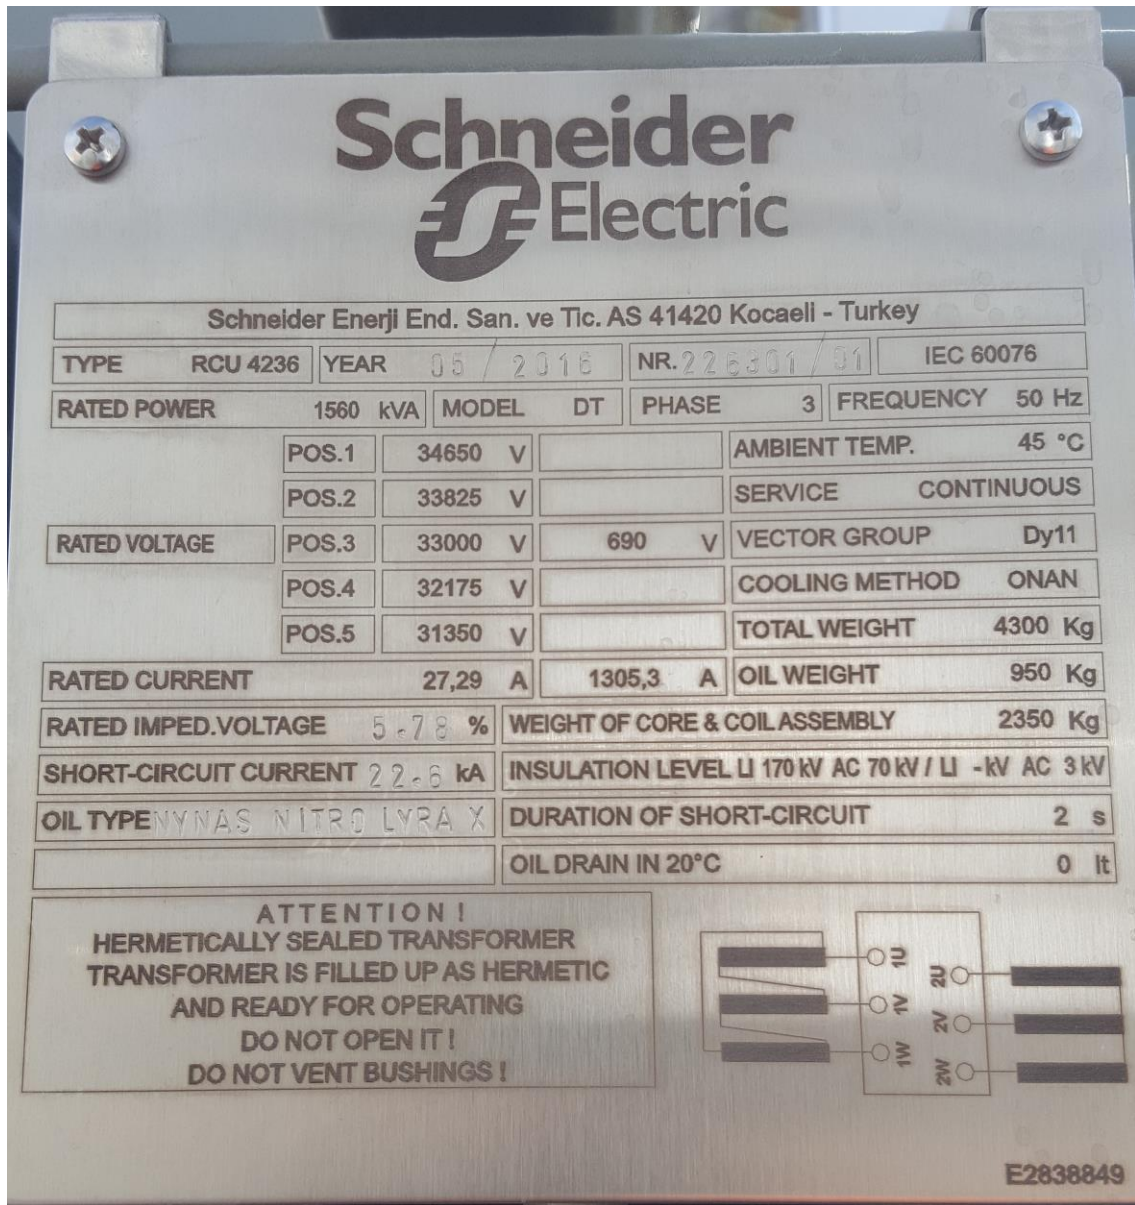 Schneider
Electric
Schneider Enerji End. San. ve Tic. AS 41420 Kocaeli - Turkey
TYPE RCU 4236 YEAR 05 / 2016 NR. 226301 / 01 IEC 60076
RATED POWER 1560 kVA MODEL DT PHASE 3 FREQUENCY 50 Hz
POS.1 34650 V AMBIENT TEMP. 45 °C
POS.2 33825 V SERVICE CONTINUOUS
RATED VOLTAGE POS.3 33000 V 690 V VECTOR GROUP Dy11
POS.4 32175 V COOLING METHOD ONAN
POS.5 31350 V TOTAL WEIGHT 4300 Kg
RATED CURRENT 27,29 A 1305,3 A OIL WEIGHT 950 Kg
RATED IMPED.VOLTAGE 5.78 % WEIGHT OF CORE & COIL ASSEMBLY 2350 Kg
SHORT-CIRCUIT CURRENT 22.6 kA INSULATION LEVEL LI 170 kV AC 70 kV / LI - kV AC 3 kV
OIL TYPE NYNAS NITRO LYRA X DURATION OF SHORT-CIRCUIT 2 s
OIL DRAIN IN 20°C 0 lt
ATTENTION !
HERMETICALLY SEALED TRANSFORMER
TRANSFORMER IS FILLED UP AS HERMETIC
AND READY FOR OPERATING
DO NOT OPEN IT !
DO NOT VENT BUSHINGS !
1U 2U
1V 2V
1W 2W
E2838849